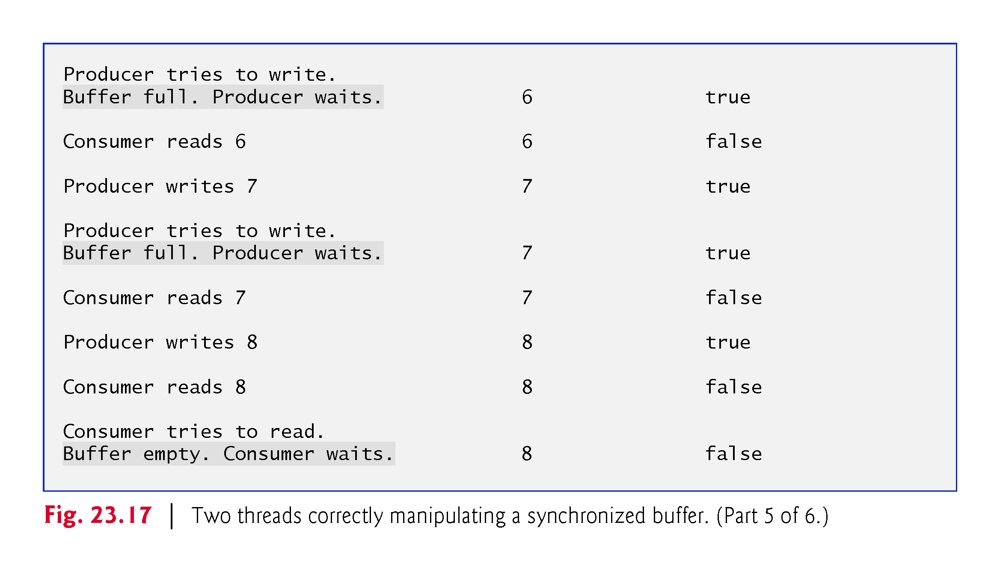 Producer tries to write.
Buffer full. Producer waits. 6 true
Consumer reads 6 6 false
Producer writes 7 7 true
Producer tries to write.
Buffer full. Producer waits. 7 true
Consumer reads 7 7 false
Producer writes 8 8 true
Consumer reads 8 8 false
Consumer tries to read.
Buffer empty. Consumer waits. 8 false
Fig. 23.17 | Two threads correctly manipulating a synchronized buffer. (Part 5 of 6.)